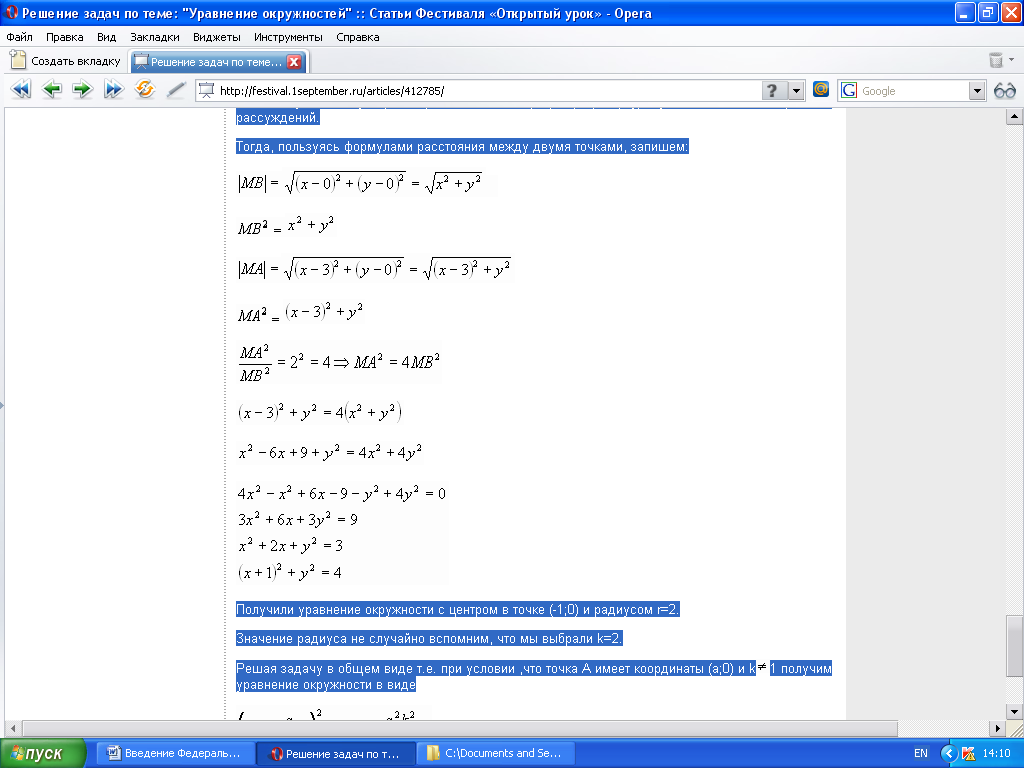 Решение задач по теме: "Уравнение окружностей" :: Статьи Фестиваля «Открытый урок» - Opera
Файл Правка Вид Закладки Виджеты Инструменты Справка
Создать вкладку Решение задач по теме...
http://festival.1september.ru/articles/412785/ ? @ G Google
рассуждений.
Тогда, пользуясь формулами расстояния между двумя точками, запишем:
|MB| = √((x−0)² + (y−0)²) = √(x² + y²)
MB² = x² + y²
|MA| = √((x−3)² + (y−0)²) = √((x−3)² + y²)
MA² = (x−3)² + y²
MA²/MB² = 2² = 4 ⇒ MA² = 4MB²
(x−3)² + y² = 4(x² + y²)
x² − 6x + 9 + y² = 4x² + 4y²
4x² − x² + 6x − 9 − y² + 4y² = 0
3x² + 6x + 3y² = 9
x² + 2x + y² = 3
(x+1)² + y² = 4
Получили уравнение окружности с центром в точке (-1;0) и радиусом r=2.
Значение радиуса не случайно вспомним, что мы выбрали k=2.
Решая задачу в общем виде т.е. при условии ,что точка А имеет координаты (a;0) и k ≠ 1 получим
уравнение окружности в виде
пуск Введение Федераль... Решение задач по т... C:\Documents and Se... EN 14:10